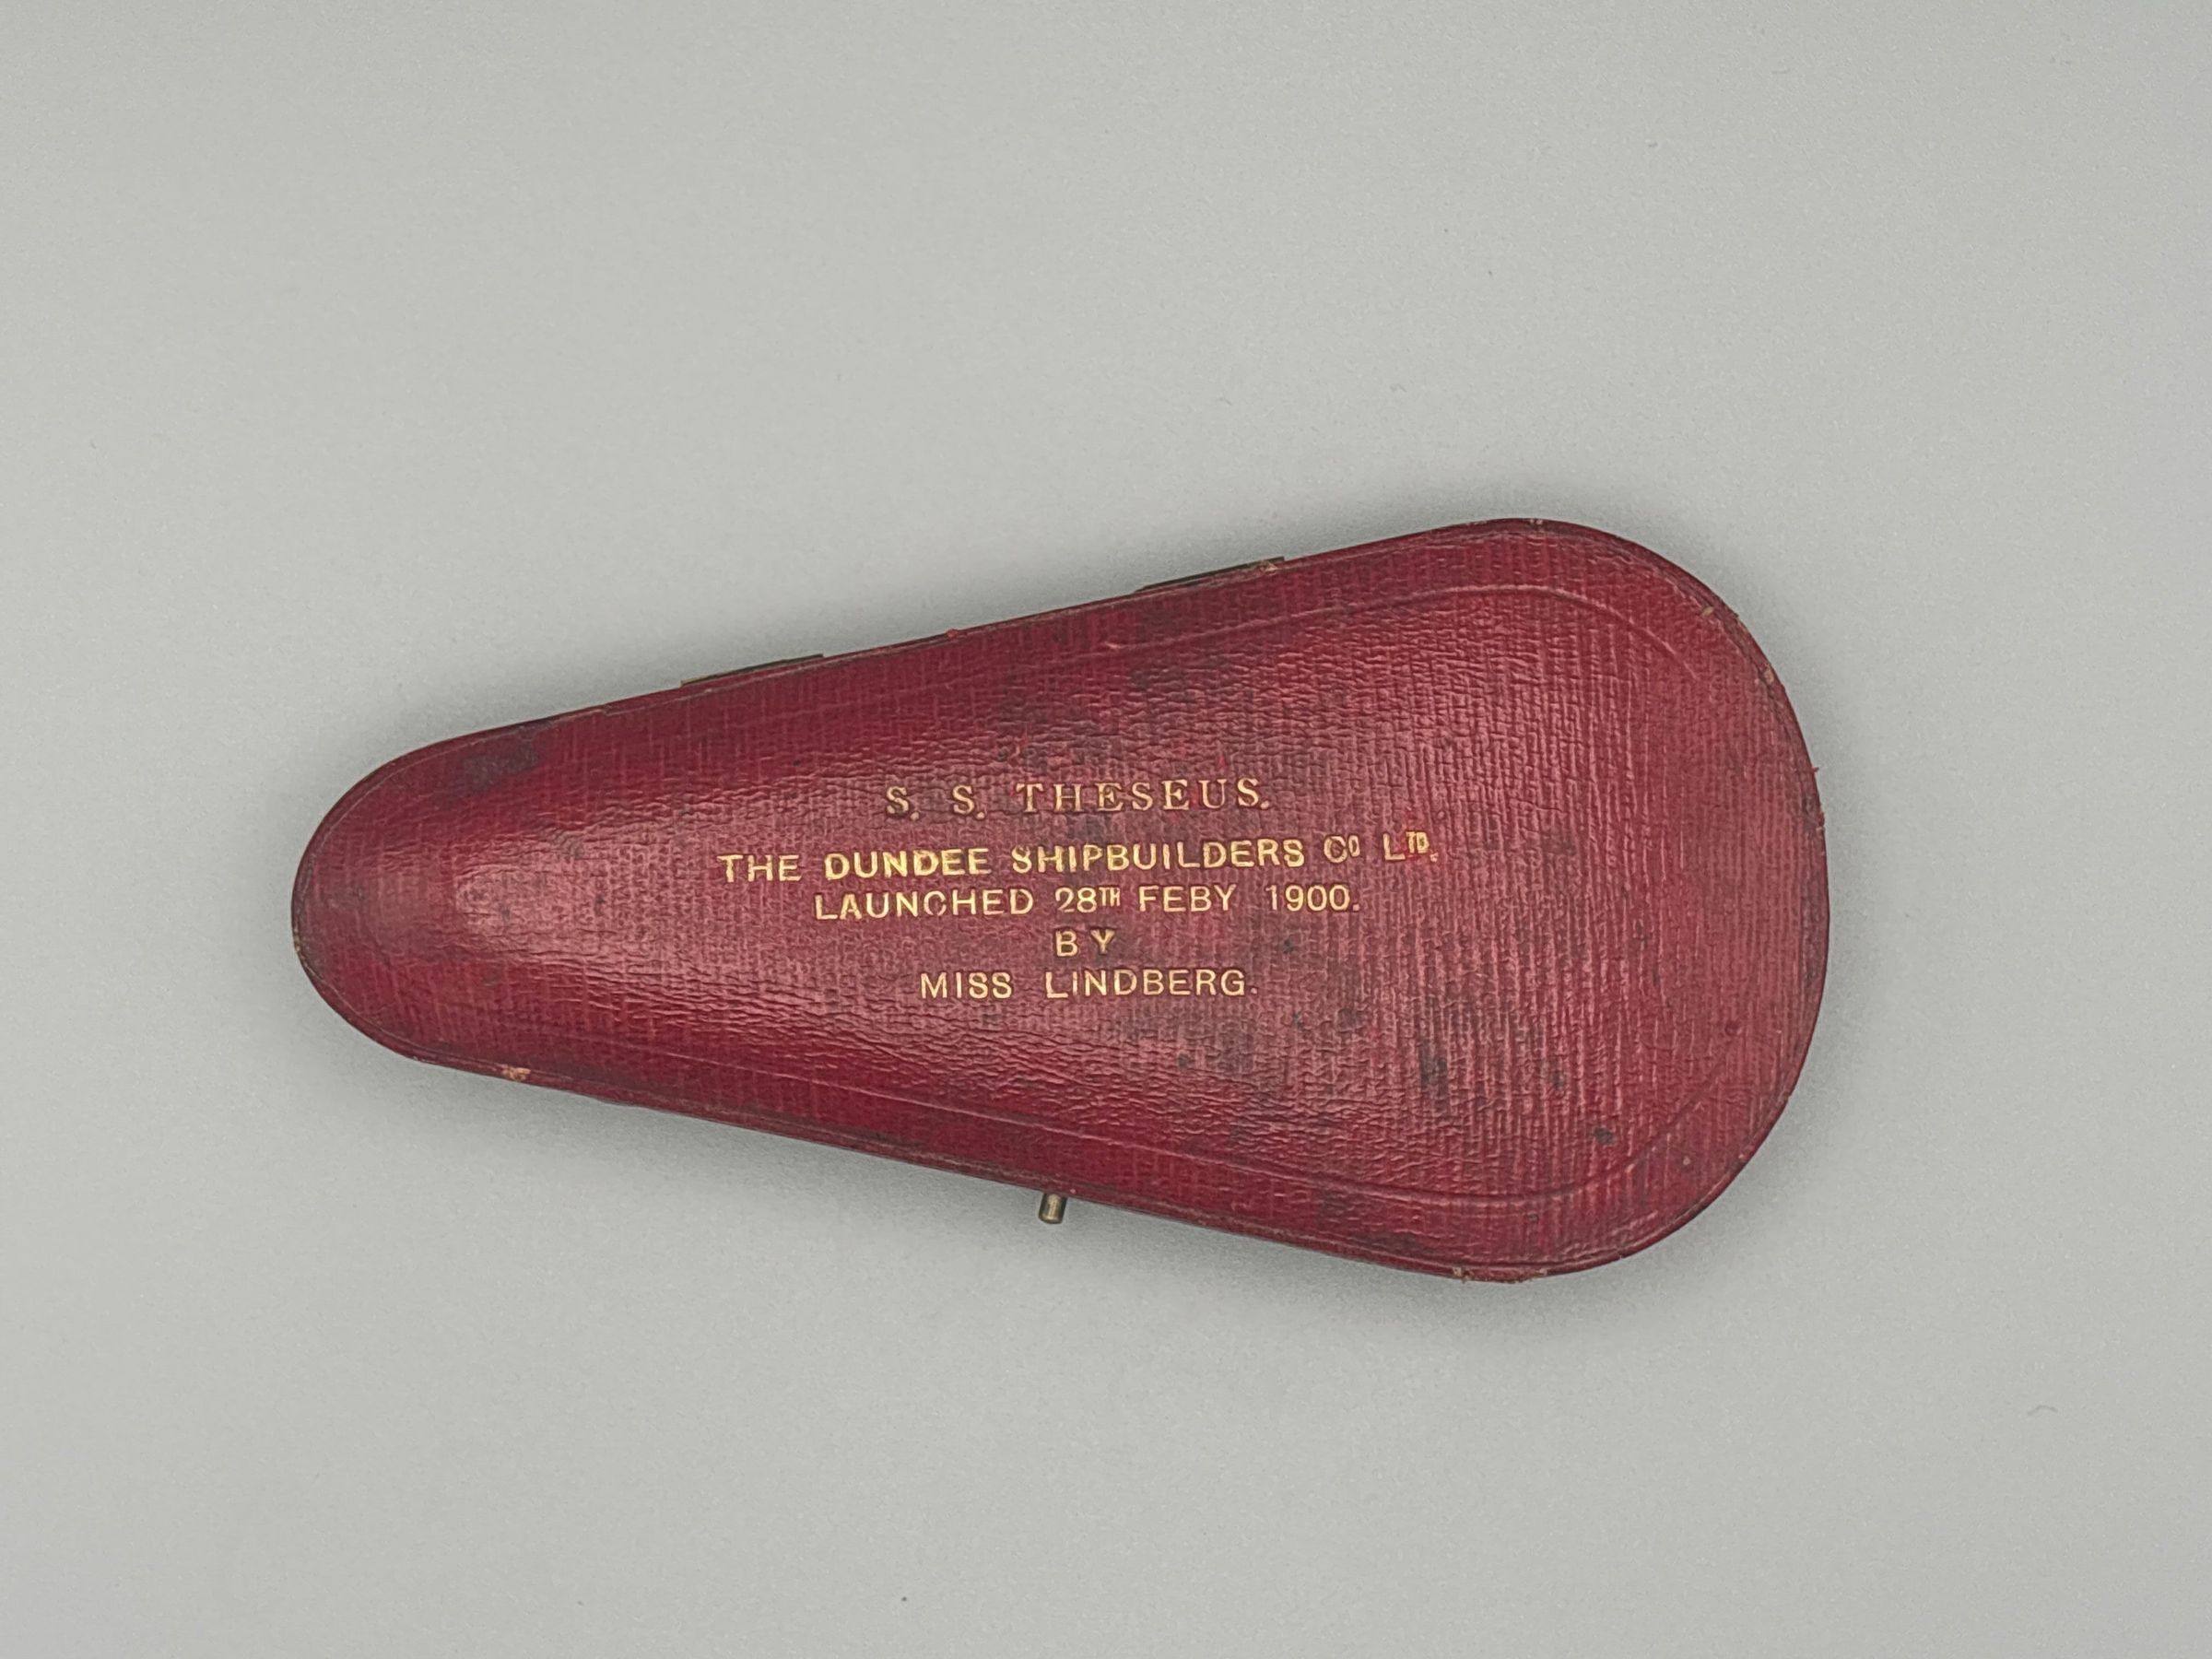 S. S. THESEUS.
THE DUNDEE SHIPBUILDERS Cº LTD.
LAUNCHED 28TH FEBY 1900.
BY
MISS LINDBERG.